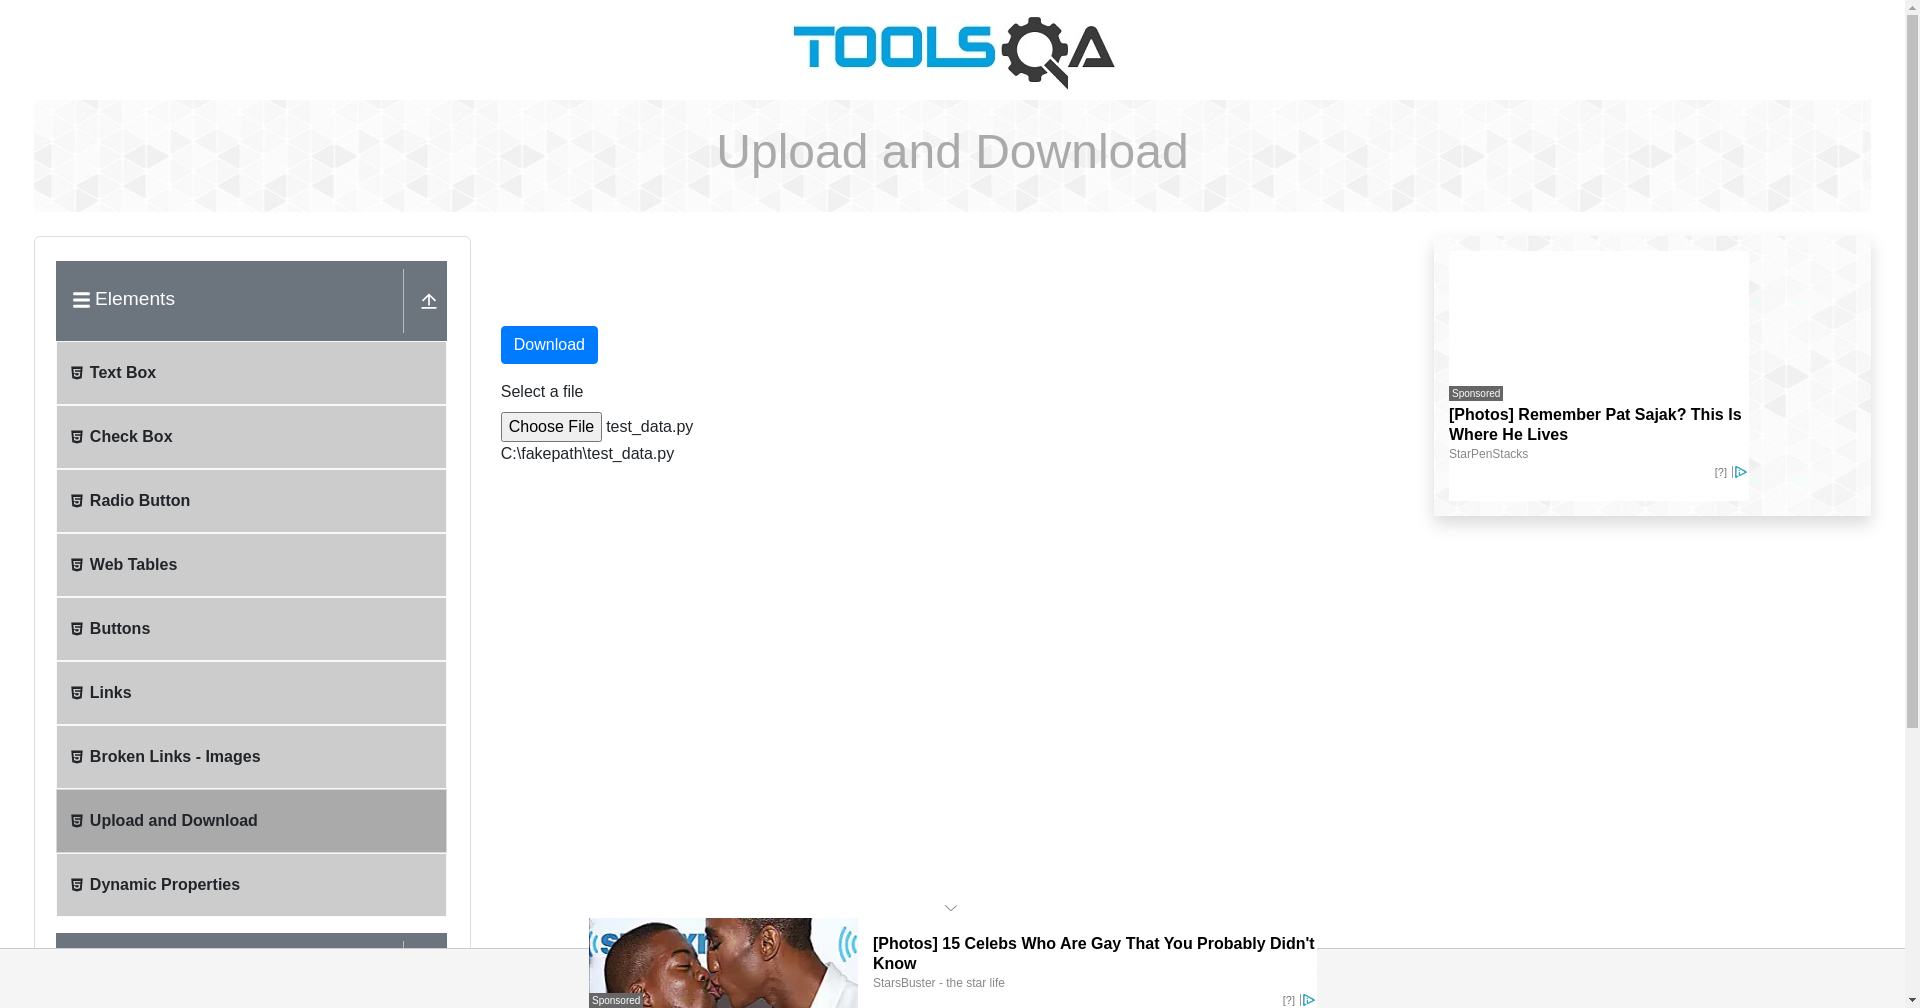 TOOLSQA
Upload and Download
Elements
Text Box
Check Box
Radio Button
Web Tables
Buttons
Links
Broken Links - Images
Upload and Download
Dynamic Properties
Download
Select a file
Choose File test_data.py
C:\fakepath\test_data.py
Sponsored
[Photos] Remember Pat Sajak? This Is
Where He Lives
StarPenStacks
[?]
[Photos] 15 Celebs Who Are Gay That You Probably Didn't
Know
StarsBuster - the star life
Sponsored
[?]